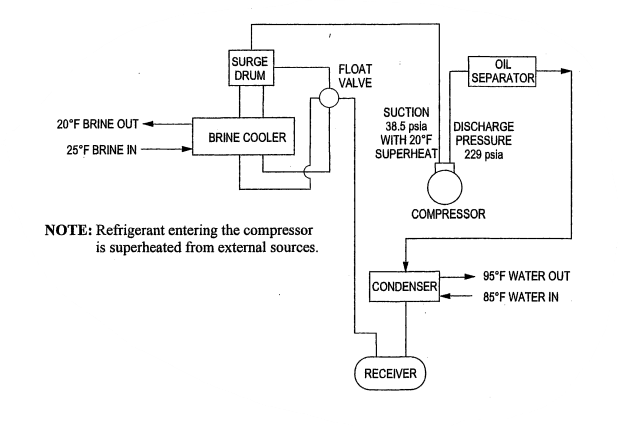 SURGE
DRUM
FLOAT
VALVE
OIL
SEPARATOR
20°F BRINE OUT
25°F BRINE IN
BRINE COOLER
SUCTION
38.5 psia
WITH 20°F
SUPERHEAT
DISCHARGE
PRESSURE
229 psia
COMPRESSOR
NOTE: Refrigerant entering the compressor
is superheated from external sources.
CONDENSER
95°F WATER OUT
85°F WATER IN
RECEIVER